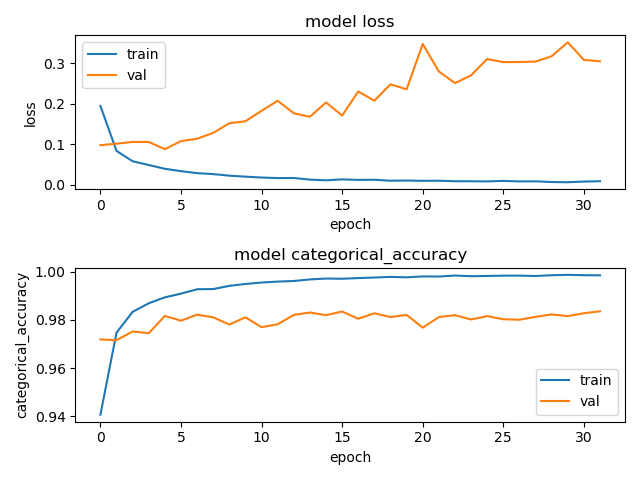 model loss
0.3
0.2
0.1
0.0
loss
train
val
0 5 10 15 20 25 30
epoch
model categorical_accuracy
1.00
0.98
0.96
0.94
categorical_accuracy
train
val
0 5 10 15 20 25 30
epoch